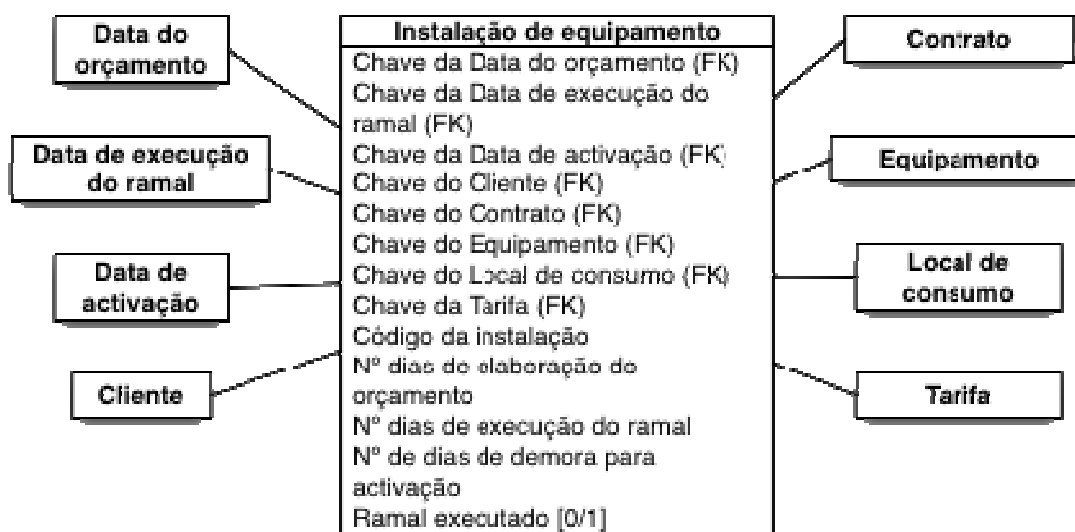 Data do
orçamento
Data de execução
do ramal
Data de
activação
Cliente
Instalação de equipamento
Chave da Data do orçamento (FK)
Chave da Data de execução do
ramal (FK)
Chave da Data de activação (FK)
Chave do Cliente (FK)
Chave do Contrato (FK)
Chave do Equipamento (FK)
Chave do Local de consumo (FK)
Chave da Tarifa (FK)
Código da instalação
Nº dias de elaboração do
orçamento
Nº dias de execução do ramal
Nº de dias de demora para
activação
Ramal executado [0/1]
Contrato
Equipamento
Local de
consumo
Tarifa